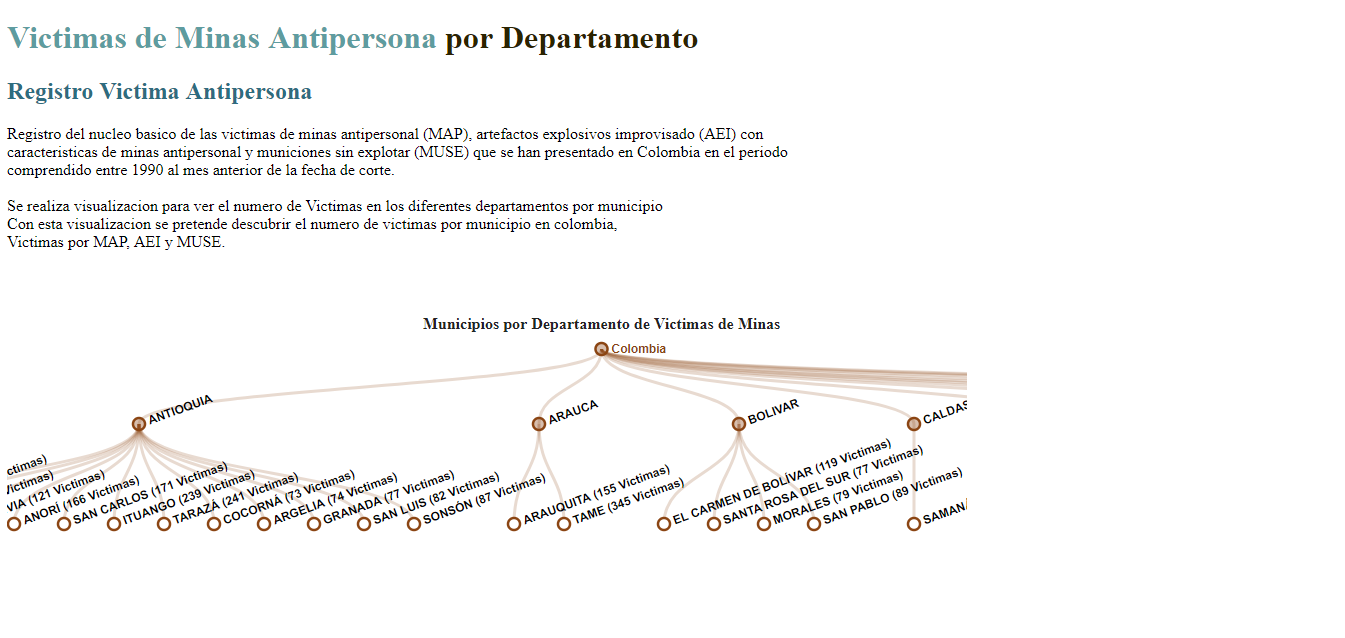 Victimas de Minas Antipersona por Departamento
Registro Victima Antipersona
Registro del nucleo basico de las victimas de minas antipersonal (MAP), artefactos explosivos improvisado (AEI) con
caracteristicas de minas antipersonal y municiones sin explotar (MUSE) que se han presentado en Colombia en el periodo
comprendido entre 1990 al mes anterior de la fecha de corte.
Se realiza visualizacion para ver el numero de Victimas en los diferentes departamentos por municipio
Con esta visualizacion se pretende descubrir el numero de victimas por municipio en colombia,
Victimas por MAP, AEI y MUSE.
Municipios por Departamento de Victimas de Minas
Colombia
ANTIOQUIA
ARAUCA
BOLIVAR
CALDAS
ctimas)
/ictimas)
VIA (121 Victimas)
ANORÍ (166 Victimas)
SAN CARLOS (171 Victimas)
ITUANGO (239 Victimas)
TARAZÁ (241 Victimas)
COCORNÁ (73 Victimas)
ARGELIA (74 Victimas)
GRANADA (77 Victimas)
SAN LUIS (82 Victimas)
SONSÓN (87 Victimas)
ARAUQUITA (155 Victimas)
TAME (345 Victimas)
EL CARMEN DE BOLÍVAR (119 Victimas)
SANTA ROSA DEL SUR (77 Victimas)
MORALES (79 Victimas)
SAN PABLO (89 Victimas)
SAMAN